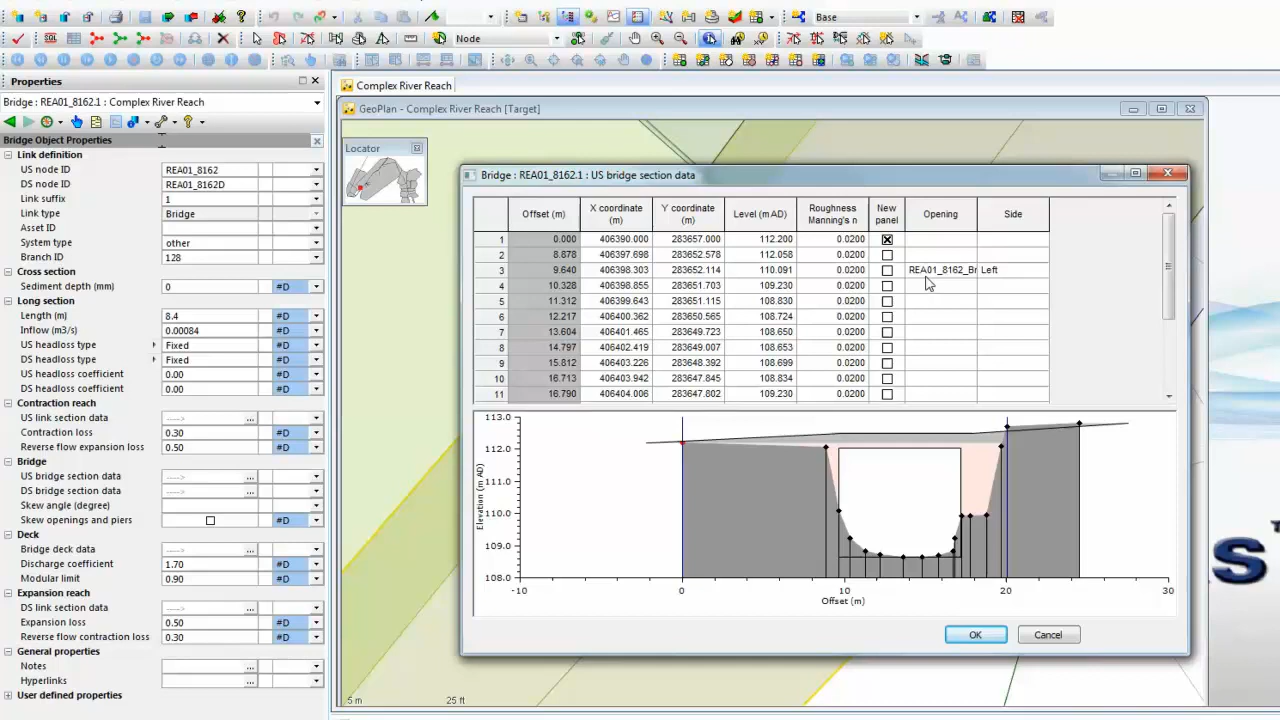 Base
Node
Properties
Bridge : REA01_8162.1 : Complex River Reach
Bridge Object Properties
Link definition
US node ID REA01_8162
DS node ID REA01_8162D
Link suffix 1
Link type Bridge
Asset ID
System type other
Branch ID 128
Cross section
Sediment depth (mm) 0 #D
Long section
Length (m) 8.4 #D
Inflow (m3/s) 0.00084 #D
US headloss type Fixed #D
DS headloss type Fixed #D
US headloss coefficient 0.00 #D
DS headloss coefficient 0.00 #D
Contraction reach
US link section data ----> ...
Contraction loss 0.30 #D
Reverse flow expansion loss 0.50 #D
Bridge
US bridge section data ----> ...
DS bridge section data ----> ...
Skew angle (degree)
Skew openings and piers #D
Deck
Bridge deck data ----> ...
Discharge coefficient 1.70 #D
Modular limit 0.90 #D
Expansion reach
DS link section data ----> ...
Expansion loss 0.50 #D
Reverse flow contraction loss 0.30 #D
General properties
Notes ...
Hyperlinks ...
User defined properties
Complex River Reach
GeoPlan - Complex River Reach [Target]
Locator
Bridge : REA01_8162.1 : US bridge section data
Offset (m) X coordinate (m) Y coordinate (m) Level (m AD) Roughness Manning's n New panel Opening Side
1 0.000 406390.000 283657.000 112.200 0.0200
2 8.878 406397.698 283652.578 112.058 0.0200
3 9.640 406398.303 283652.114 110.091 0.0200 REA01_8162_Br Left
4 10.328 406398.855 283651.703 109.230 0.0200
5 11.312 406399.643 283651.115 108.830 0.0200
6 12.217 406400.362 283650.565 108.724 0.0200
7 13.604 406401.465 283649.723 108.650 0.0200
8 14.797 406402.419 283649.007 108.653 0.0200
9 15.812 406403.226 283648.392 108.699 0.0200
10 16.713 406403.942 283647.845 108.834 0.0200
11 16.790 406404.006 283647.802 109.230 0.0200
113.0
112.0
111.0
110.0
109.0
108.0
Elevation (m AD)
-10 0 10 20 30
Offset (m)
OK Cancel
5 m 25 ft
S